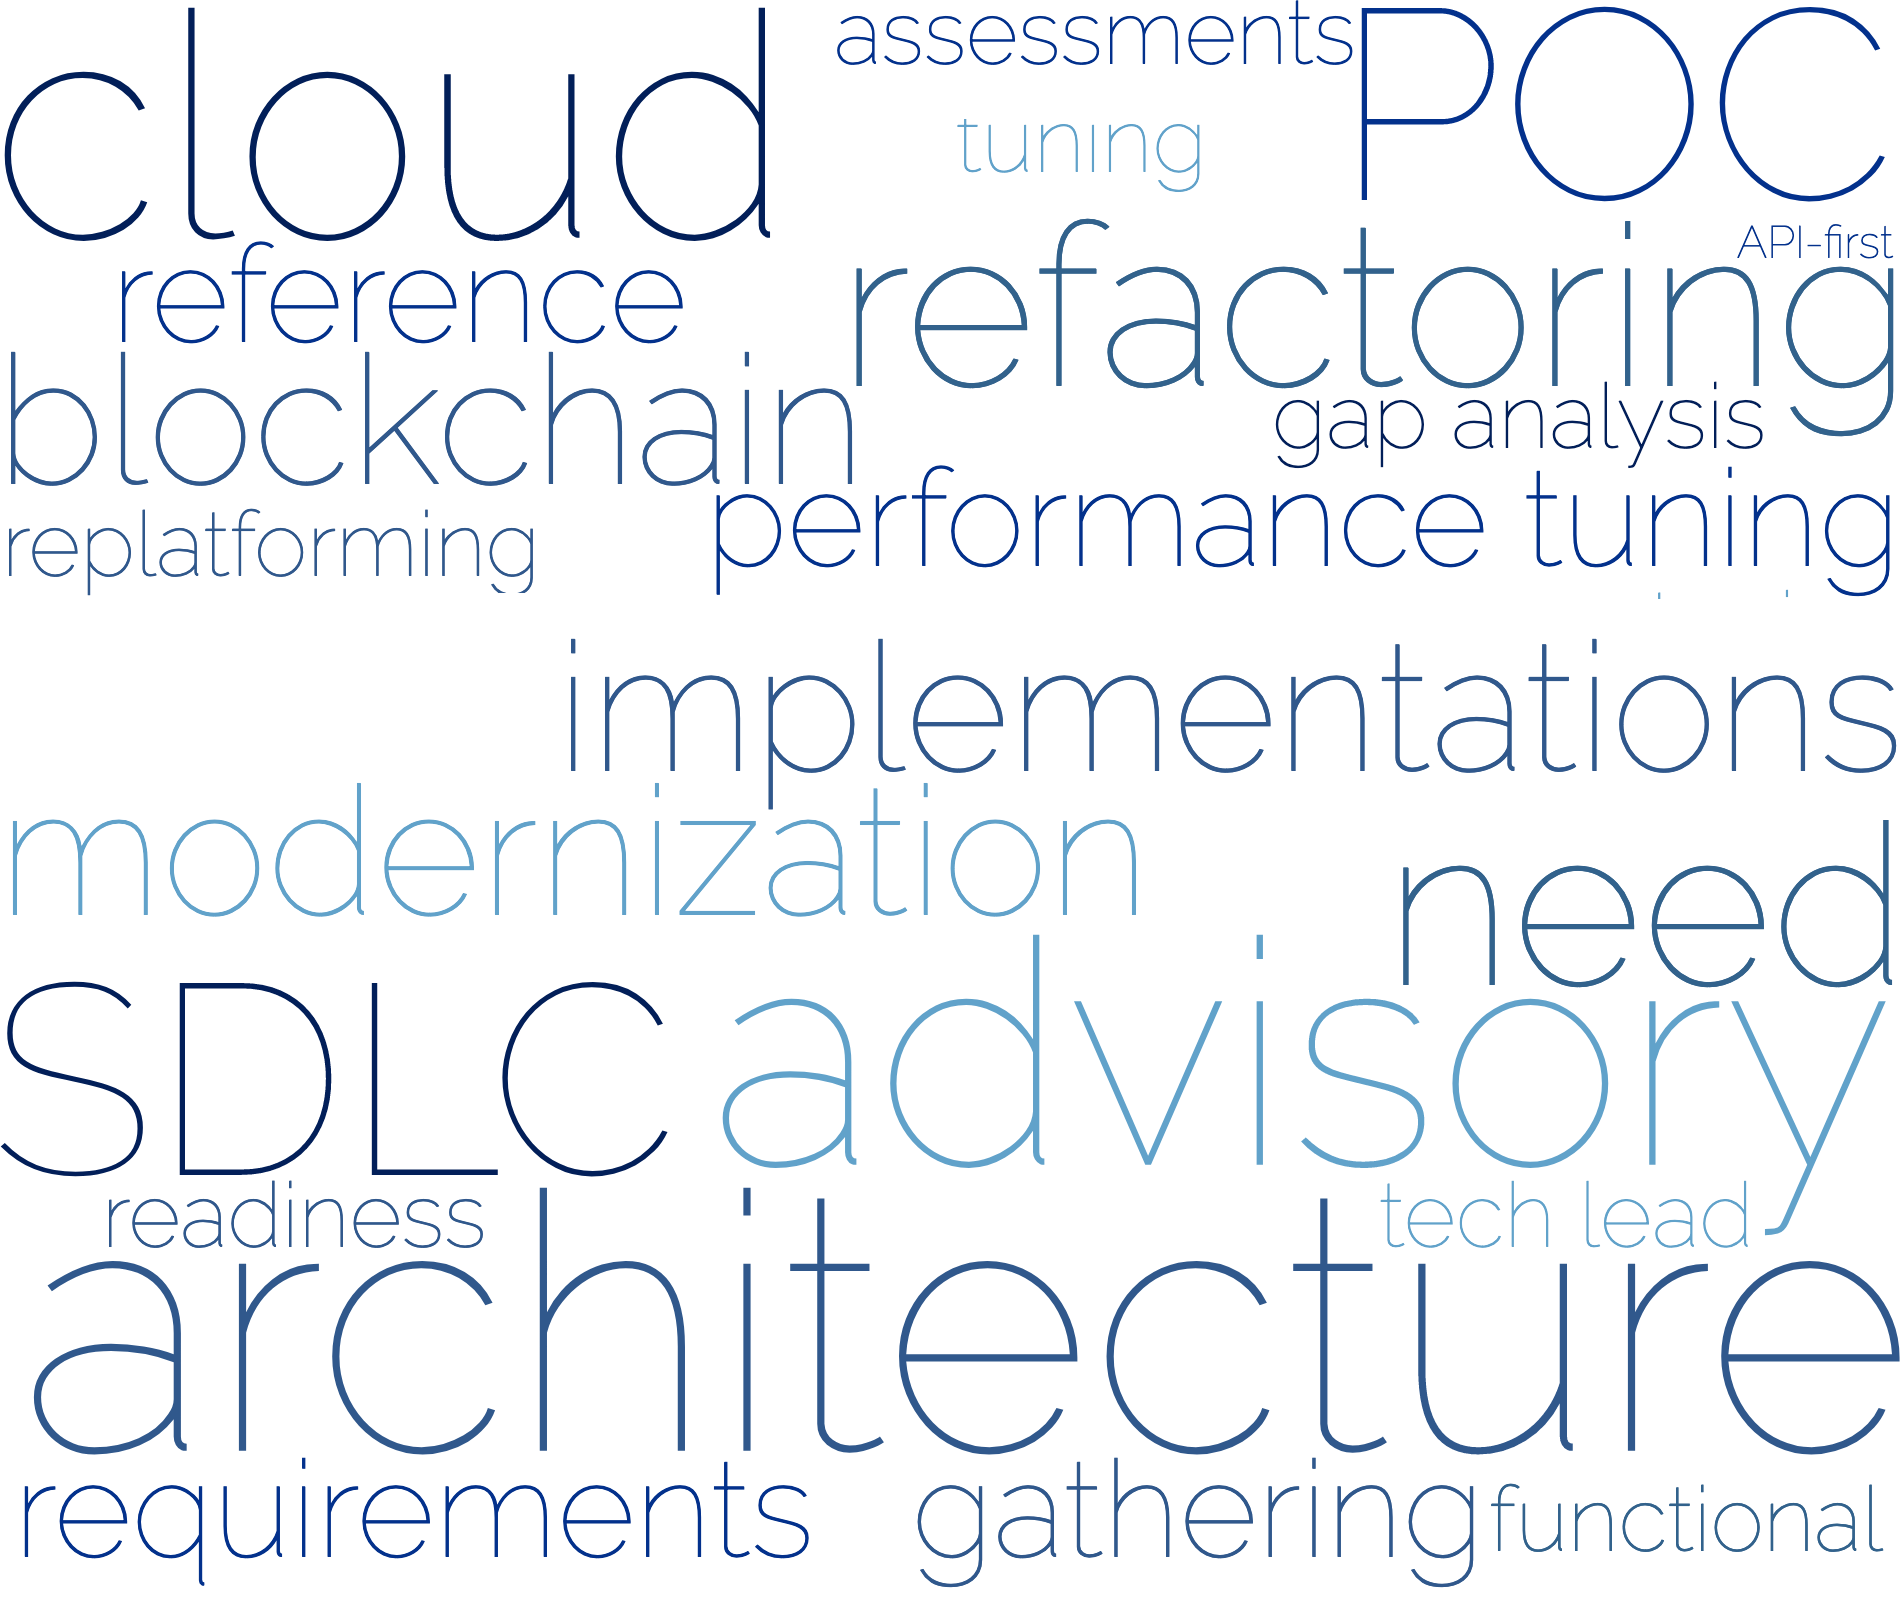 cloud
assessments
POC
tuning
API-first
reference
refactoring
blockchain
gap analysis
replatforming
performance tuning
implementations
modernization
need
SDLC
advisory
readiness
tech lead
architecture
requirements
gathering
functional